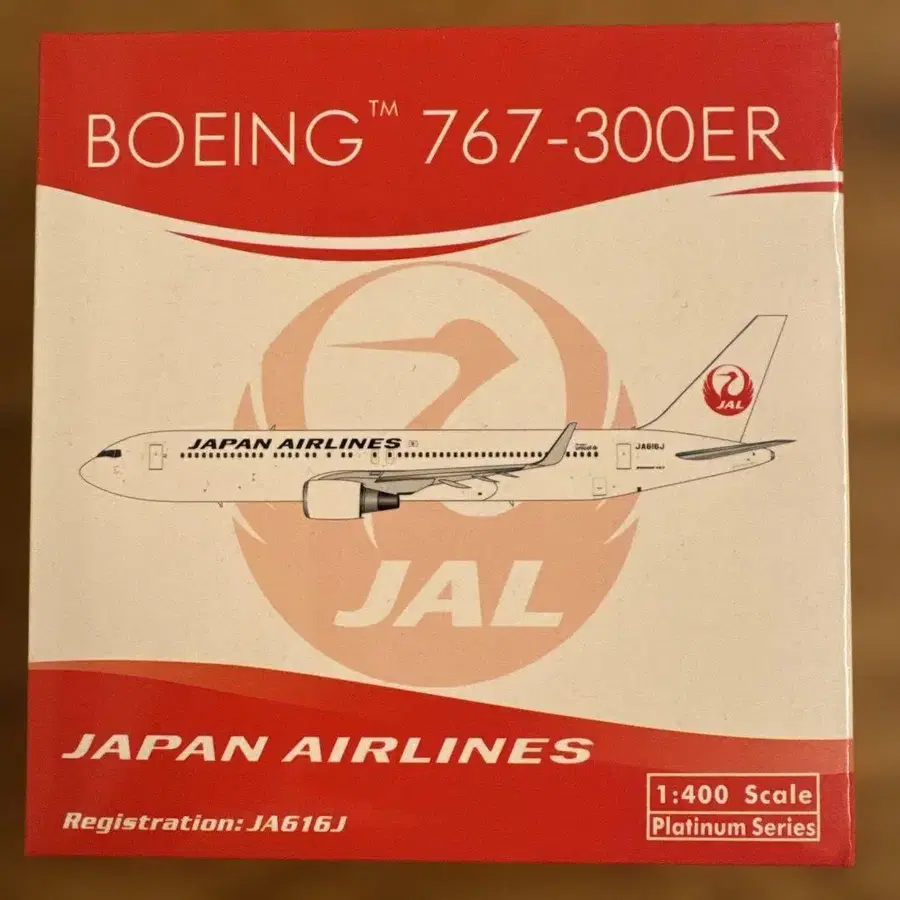 BOEING™ 767-300ER
JAL
JAPAN AIRLINES
JA616J
JAL
JAPAN AIRLINES
Registration: JA616J
1:400 Scale
Platinum Series